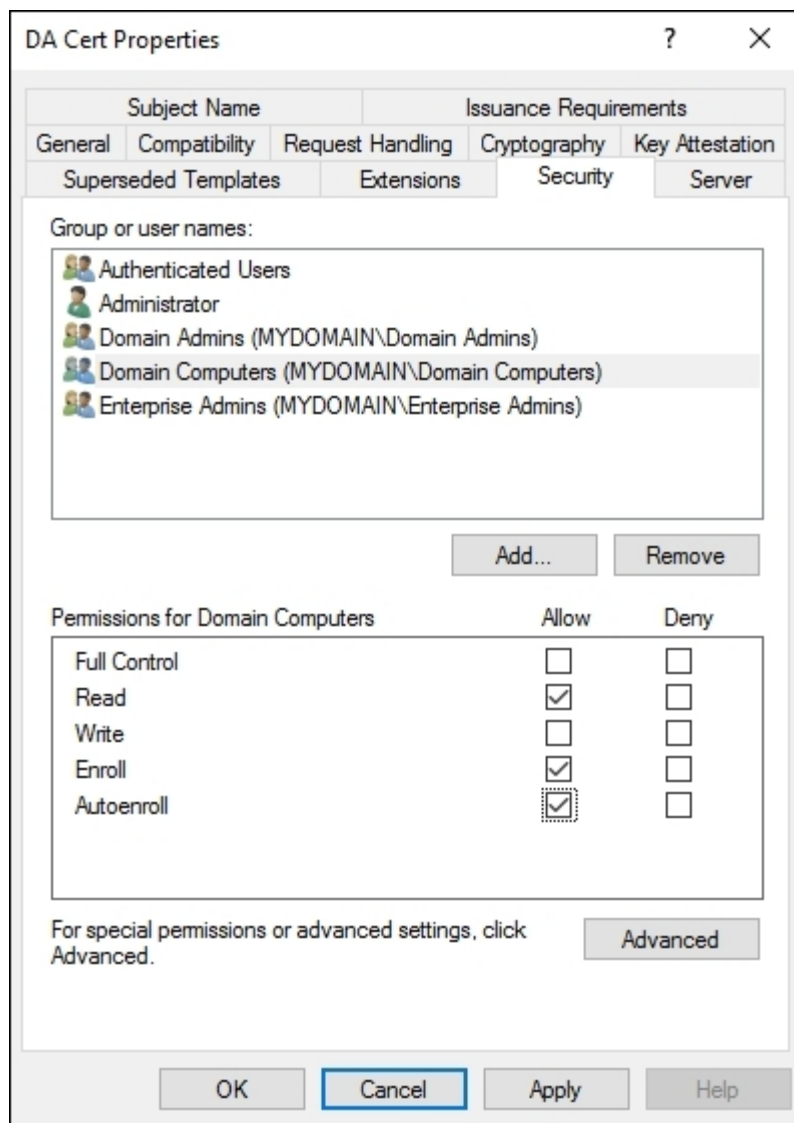 DA Cert Properties
?
Subject Name
Issuance Requirements
General
Compatibility
Request Handling
Cryptography
Key Attestation
Superseded Templates
Extensions
Security
Server
Group or user names:
Authenticated Users
Administrator
Domain Admins (MYDOMAIN\Domain Admins)
Domain Computers (MYDOMAIN\Domain Computers)
Enterprise Admins (MYDOMAIN\Enterprise Admins)
Add...
Remove
Permissions for Domain Computers
Allow
Deny
Full Control
Read
Write
Enroll
Autoenroll
For special permissions or advanced settings, click
Advanced.
Advanced
OK
Cancel
Apply
Help